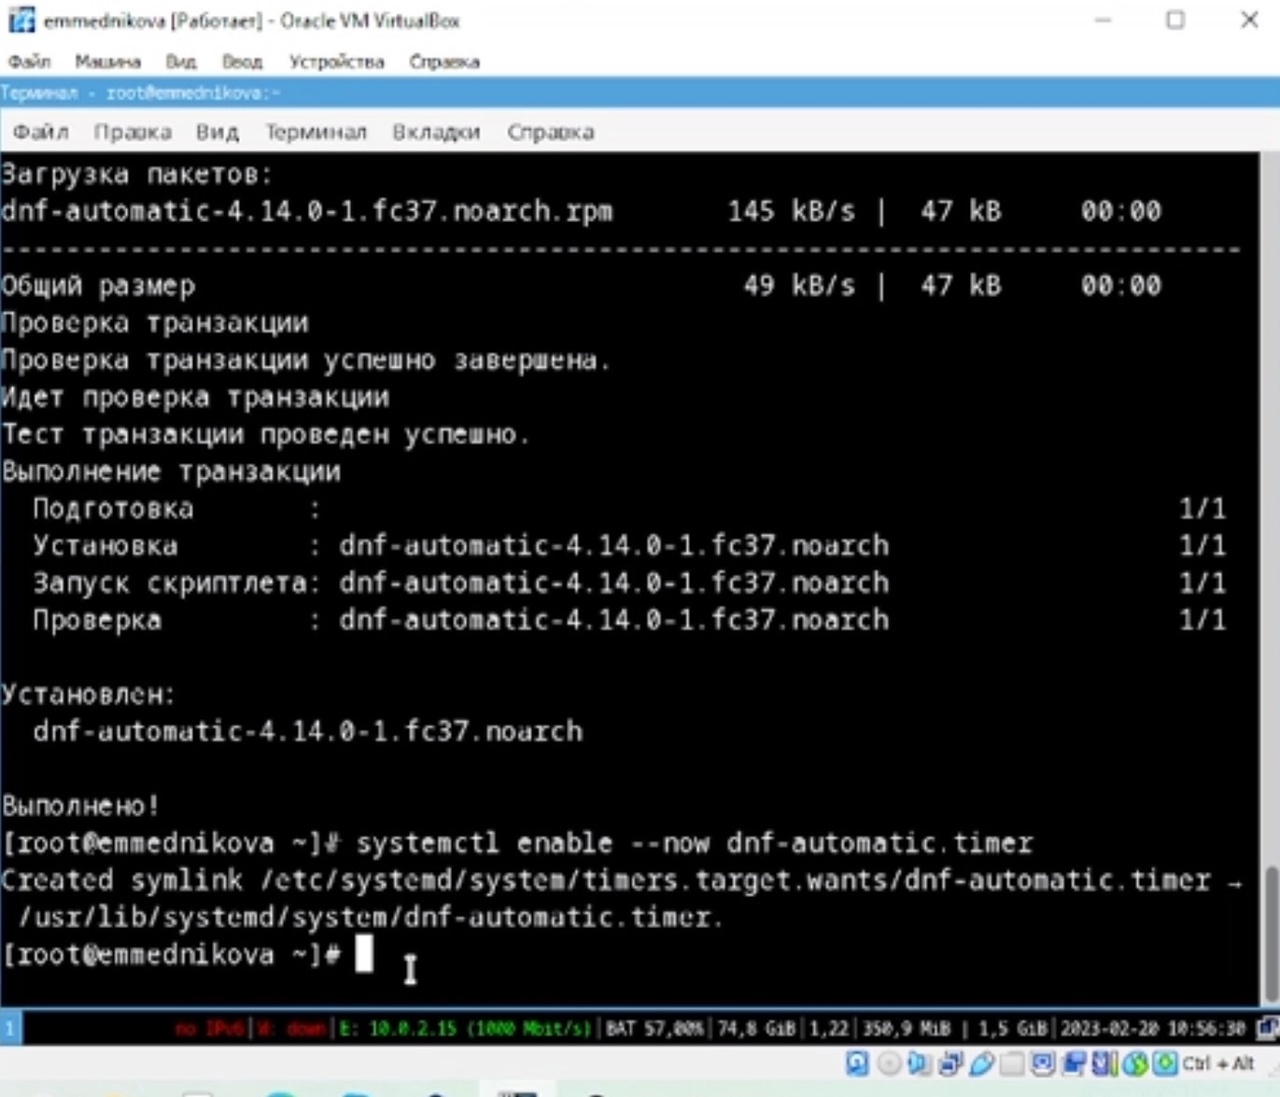 emmednikova [Работает] - Oracle VM VirtualBox
Файл Машина Вид Ввод Устройства Справка
Терминал - root@emmednikova:~
Файл Правка Вид Терминал Вкладки Справка
Загрузка пакетов:
dnf-automatic-4.14.0-1.fc37.noarch.rpm 145 kB/s | 47 kB 00:00
--------------------------------------------------------------------------------
Общий размер 49 kB/s | 47 kB 00:00
Проверка транзакции
Проверка транзакции успешно завершена.
Идет проверка транзакции
Тест транзакции проведен успешно.
Выполнение транзакции
Подготовка : 1/1
Установка : dnf-automatic-4.14.0-1.fc37.noarch 1/1
Запуск скриптлета: dnf-automatic-4.14.0-1.fc37.noarch 1/1
Проверка : dnf-automatic-4.14.0-1.fc37.noarch 1/1
Установлен:
dnf-automatic-4.14.0-1.fc37.noarch
Выполнено!
[root@emmednikova ~]# systemctl enable --now dnf-automatic.timer
Created symlink /etc/systemd/system/timers.target.wants/dnf-automatic.timer →
/usr/lib/systemd/system/dnf-automatic.timer.
[root@emmednikova ~]#
1 no IPv6|W: down|E: 10.0.2.15 (1000 Mbit/s)|BAT 57,00%|74,8 GiB|1,22|350,9 MiB | 1,5 GiB|2023-02-20 10:56:30
Ctrl + Alt